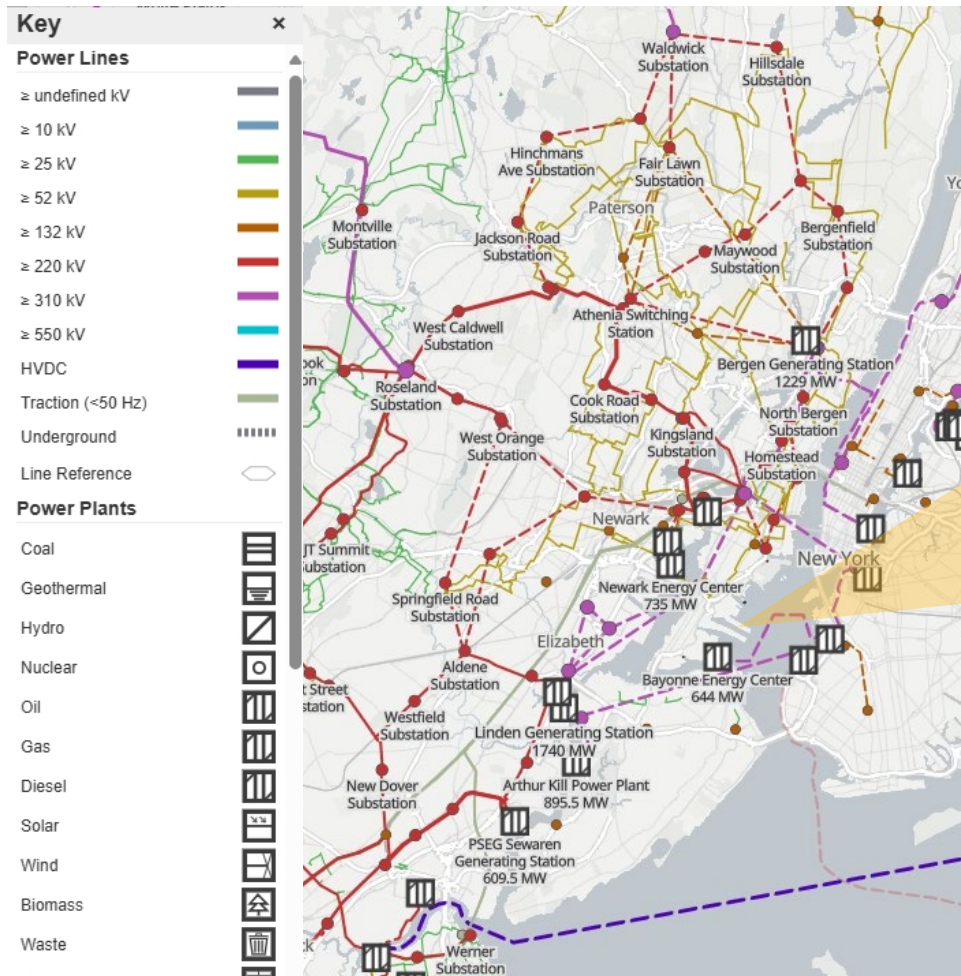 Key
×
Power Lines
≥ undefined kV
≥ 10 kV
≥ 25 kV
≥ 52 kV
≥ 132 kV
≥ 220 kV
≥ 310 kV
≥ 550 kV
HVDC
Traction (<50 Hz)
Underground
Line Reference
Power Plants
Coal
Geothermal
Hydro
Nuclear
Oil
Gas
Diesel
Solar
Wind
Biomass
Waste
Waldwick
Substation
Hillsdale
Substation
Hinchmans
Ave Substation
Fair Lawn
Substation
Paterson
Montville
Substation
Jackson Road
Substation
Bergenfield
Substation
Maywood
Substation
West Caldwell
Substation
Athenia Switching
Station
Bergen Generating Station
1229 MW
Roseland
Substation
Cook Road
Substation
North Bergen
Substation
West Orange
Substation
Kingsland
Substation
Homestead
Substation
Newark
JT Summit
Substation
New York
Newark Energy Center
735 MW
Springfield Road
Substation
Elizabeth
Aldene
Substation
Bayonne Energy Center
644 MW
t Street
station
Westfield
Substation
Linden Generating Station
1740 MW
New Dover
Substation
Arthur Kill Power Plant
895.5 MW
PSEG Sewaren
Generating Station
609.5 MW
Werner
Substation